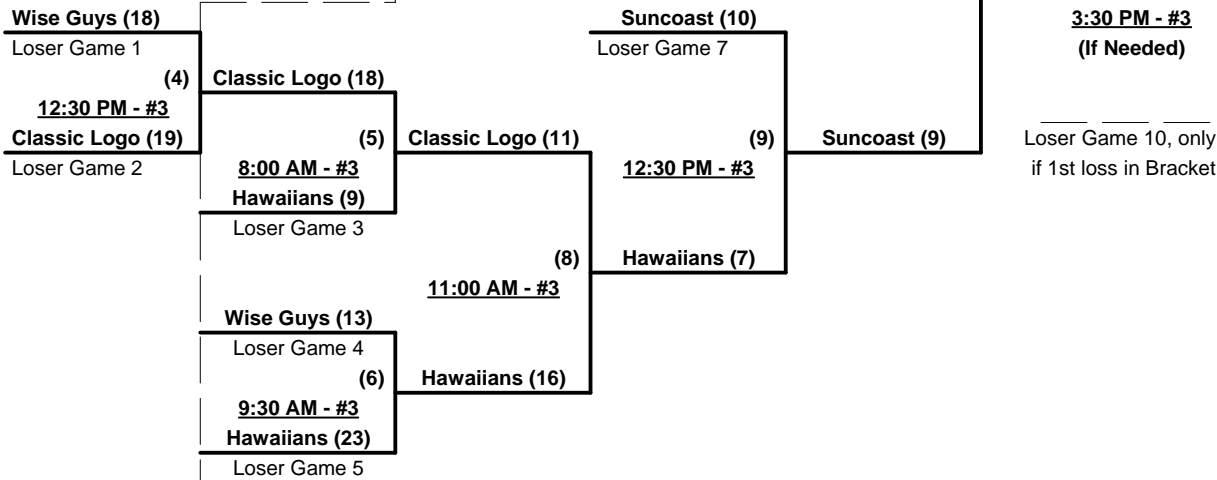 Wise Guys (18)
Loser Game 1
(4)
12:30 PM - #3
Classic Logo (19)
Loser Game 2
Classic Logo (18)
(5)
8:00 AM - #3
Hawaiians (9)
Loser Game 3
Wise Guys (13)
Loser Game 4
(6)
9:30 AM - #3
Hawaiians (23)
Loser Game 5
Classic Logo (11)
(8)
11:00 AM - #3
Hawaiians (16)
Suncoast (10)
Loser Game 7
(9)
12:30 PM - #3
Hawaiians (7)
Suncoast (9)
3:30 PM - #3
(If Needed)
Loser Game 10, only
if 1st loss in Bracket